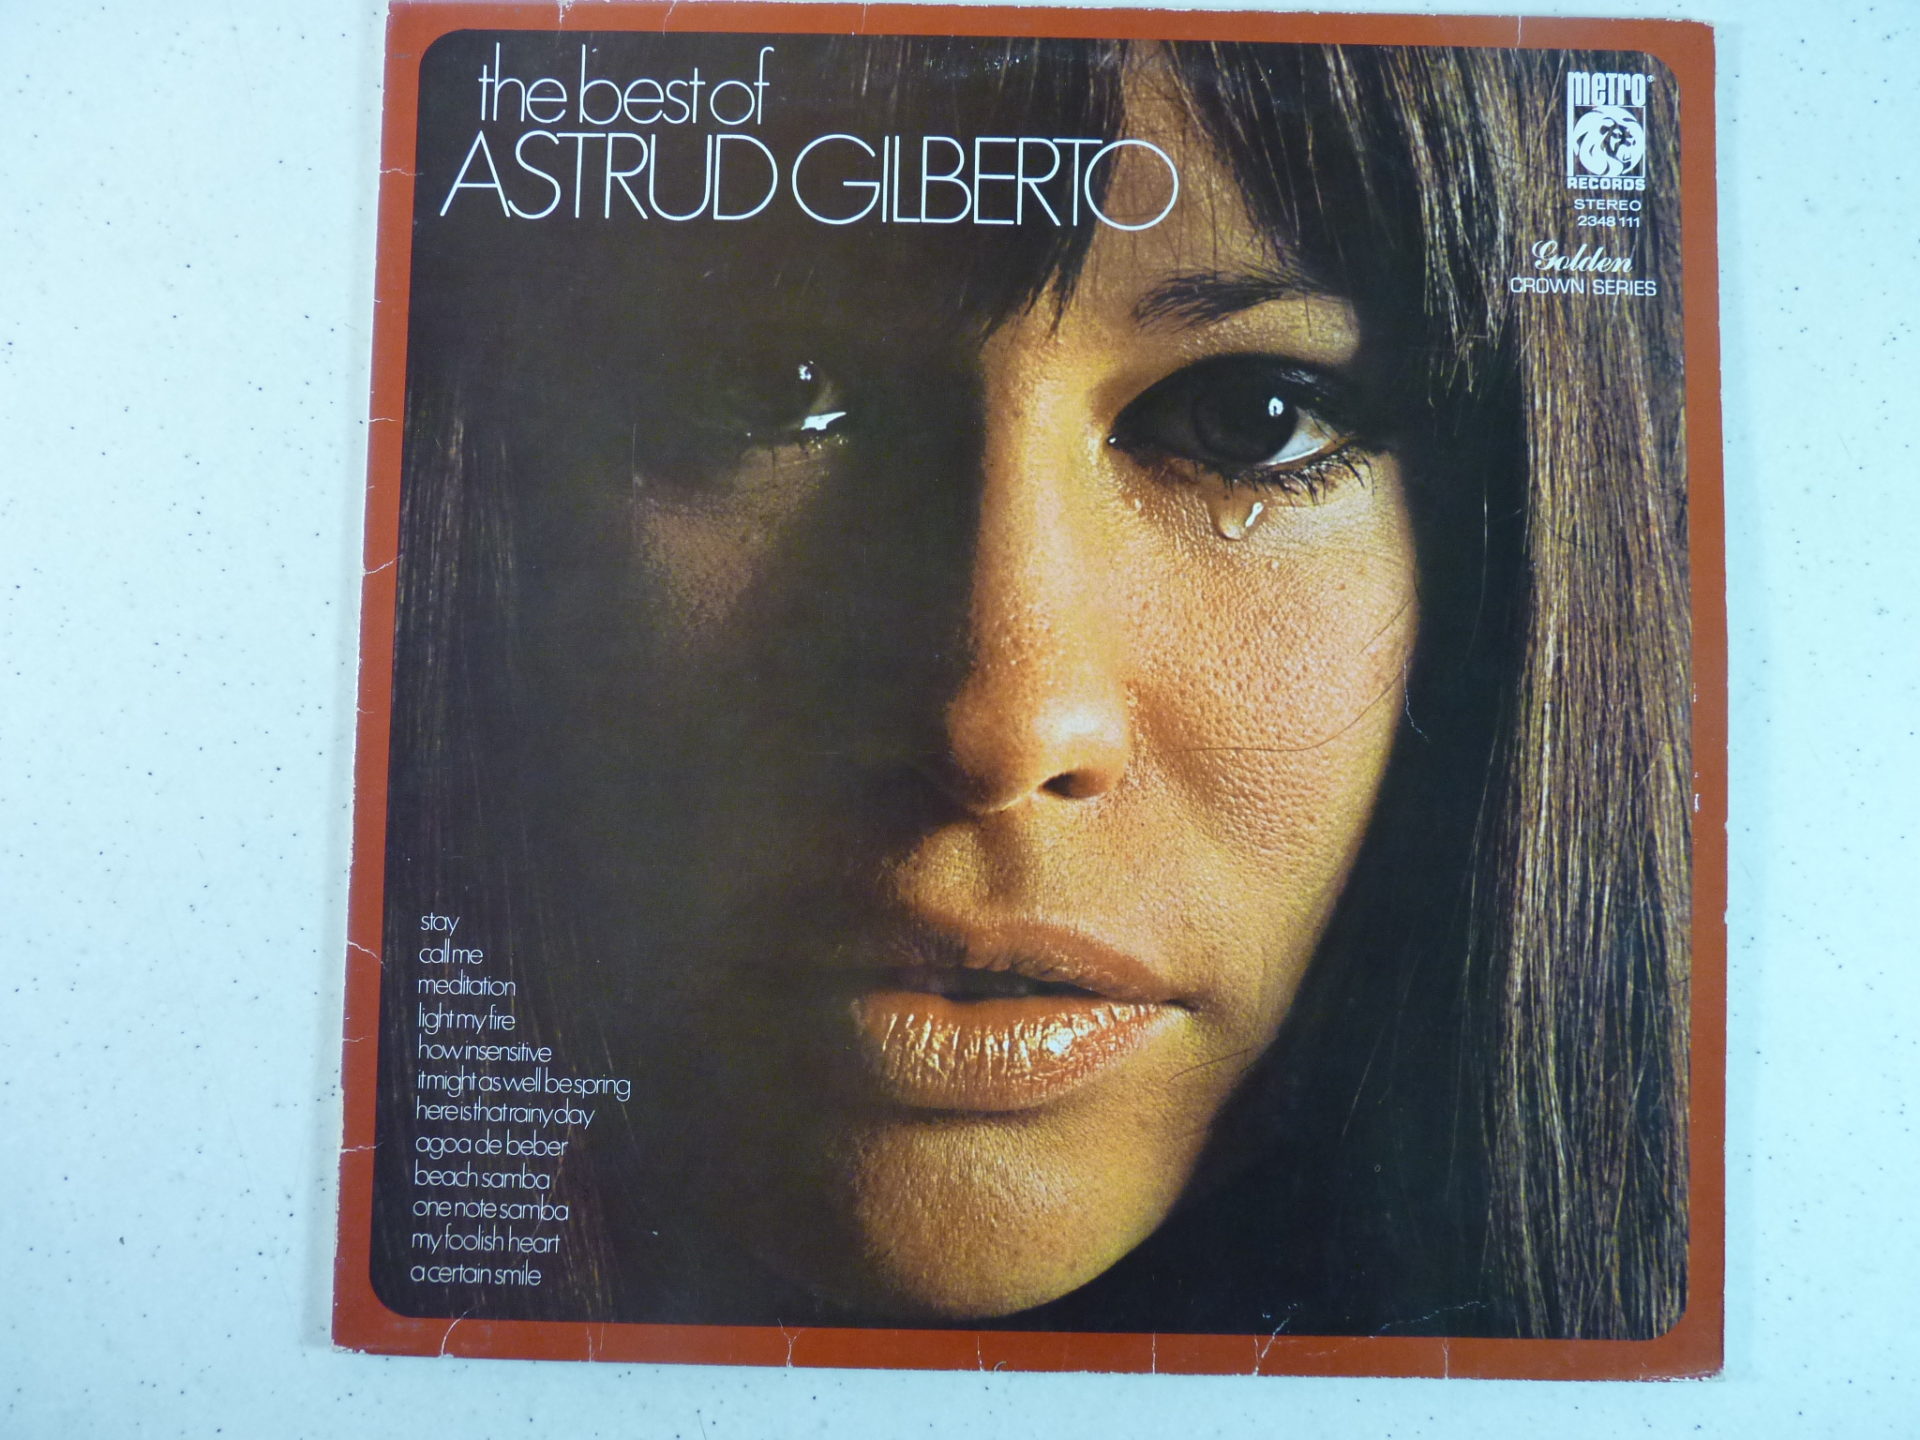 the best of
ASTRUD GILBERTO
metro®
RECORDS
STEREO
2348 111
Golden
CROWN SERIES
stay
call me
meditation
light my fire
how insensitive
it might as well be spring
here is that rainy day
agoa de beber
beach samba
one note samba
my foolish heart
a certain smile